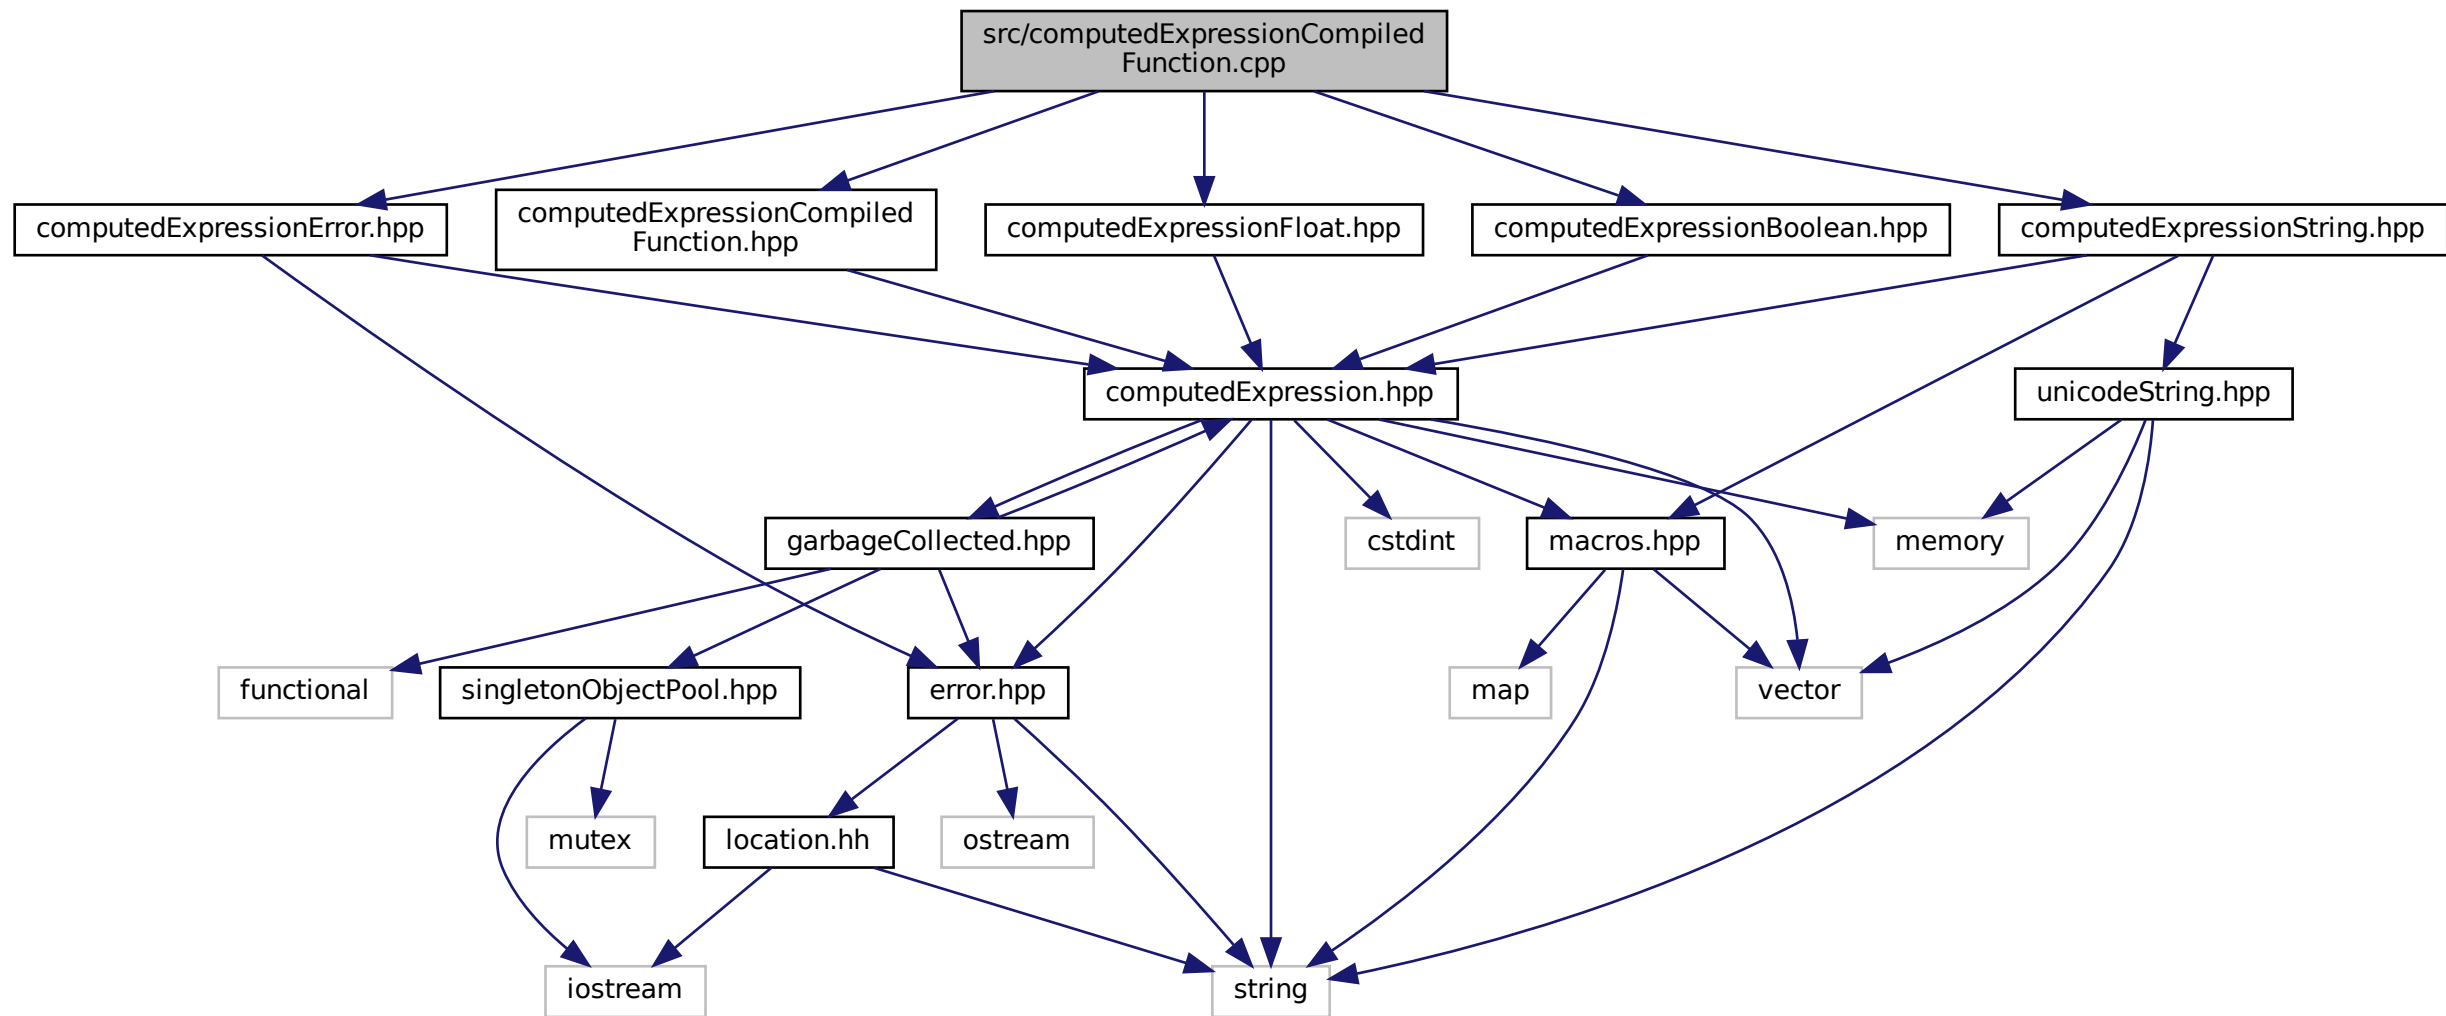 src/computedExpressionCompiled
Function.cpp
computedExpressionError.hpp
computedExpressionCompiled
Function.hpp
computedExpressionFloat.hpp
computedExpressionBoolean.hpp
computedExpressionString.hpp
computedExpression.hpp
unicodeString.hpp
garbageCollected.hpp
cstdint
macros.hpp
memory
functional
singletonObjectPool.hpp
error.hpp
map
vector
mutex
location.hh
ostream
iostream
string